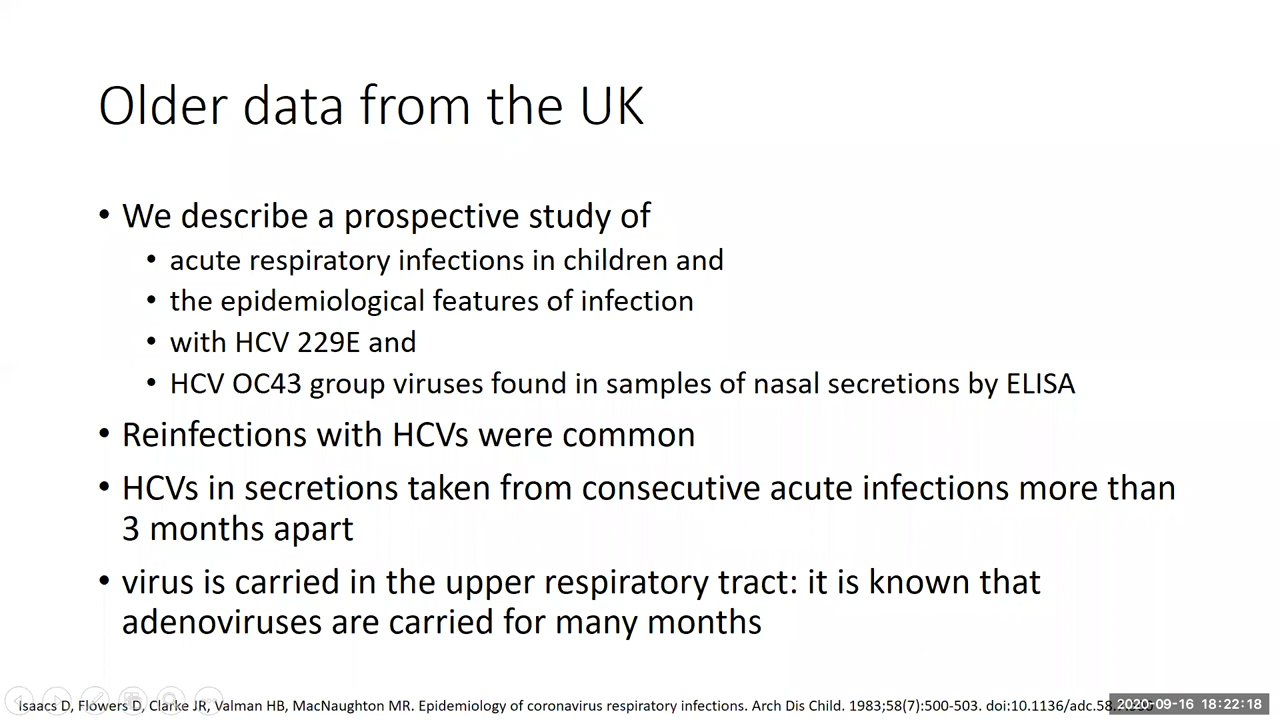 Older data from the UK
• We describe a prospective study of
• acute respiratory infections in children and
• the epidemiological features of infection
• with HCV 229E and
• HCV OC43 group viruses found in samples of nasal secretions by ELISA
• Reinfections with HCVs were common
• HCVs in secretions taken from consecutive acute infections more than
3 months apart
• virus is carried in the upper respiratory tract: it is known that
adenoviruses are carried for many months
Isaacs D, Flowers D, Clarke JR, Valman HB, MacNaughton MR. Epidemiology of coronavirus respiratory infections. Arch Dis Child. 1983;58(7):500-503. doi:10.1136/adc.58.
2020-09-16 18:22:18